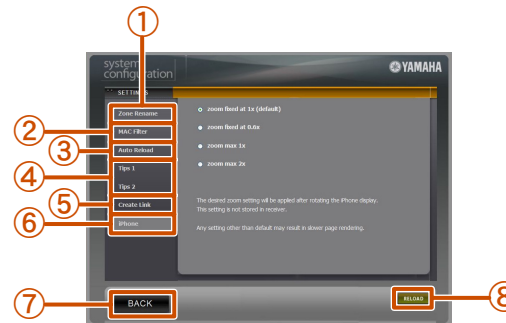 ①
system
configuration
YAMAHA
SETTINGS
② ③ ④ ⑤ ⑥ ⑦ ⑧
Zone Rename
MAC Filter
Auto Reload
Tips 1
Tips 2
Create Link
iPhone
zoom fixed at 1x (default)
zoom fixed at 0.6x
zoom max 1x
zoom max 2x
The desired zoom setting will be applied after rotating the iPhone display.
This setting is not stored in receiver.
Any setting other than default may result in slower page rendering.
BACK
RELOAD